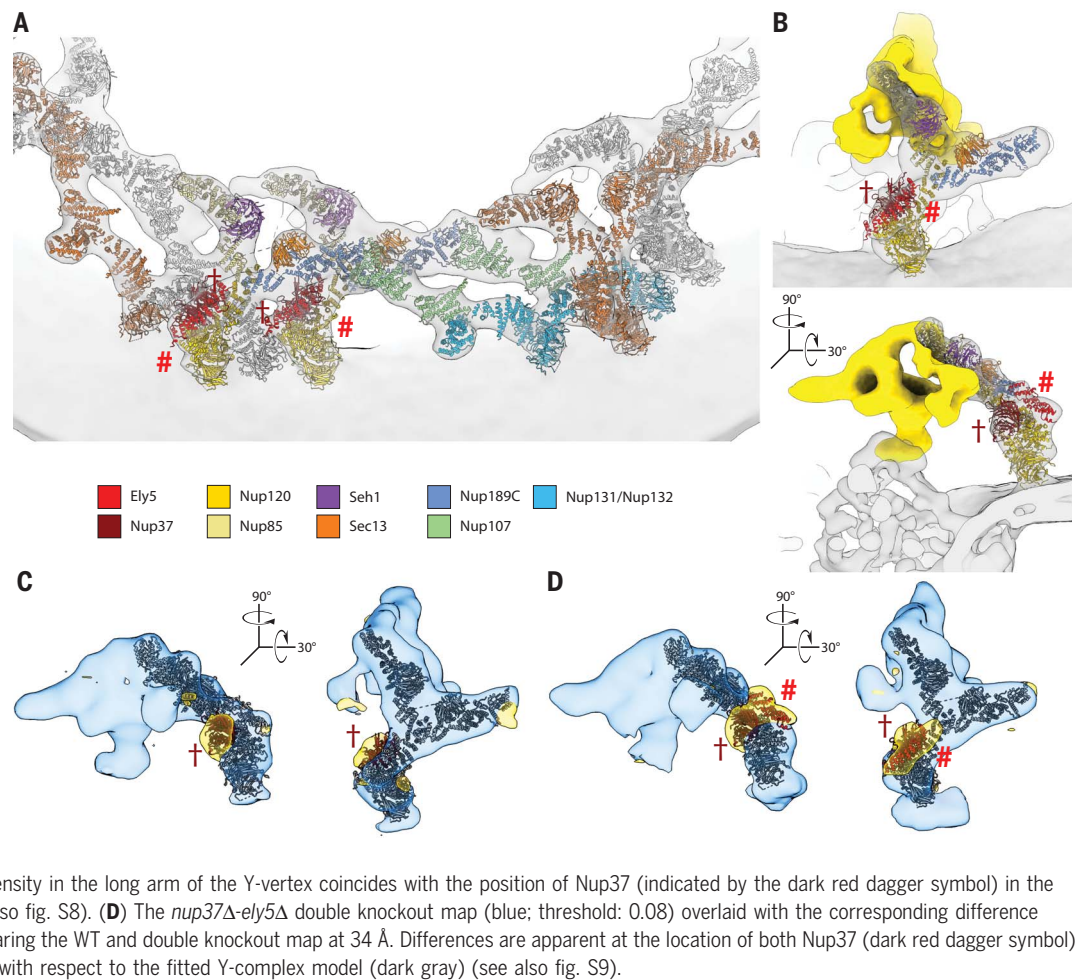 A
B
†
†
#
#
†
#
90°
30°
#
†
Ely5
Nup120
Seh1
Nup189C
Nup131/Nup132
Nup37
Nup85
Sec13
Nup107
C
D
90°
30°
†
†
90°
30°
#
†
†
#
ensity in the long arm of the Y-vertex coincides with the position of Nup37 (indicated by the dark red dagger symbol) in the
so fig. S8). (D) The nup37Δ-ely5Δ double knockout map (blue; threshold: 0.08) overlaid with the corresponding difference
aring the WT and double knockout map at 34 Å. Differences are apparent at the location of both Nup37 (dark red dagger symbol)
with respect to the fitted Y-complex model (dark gray) (see also fig. S9).